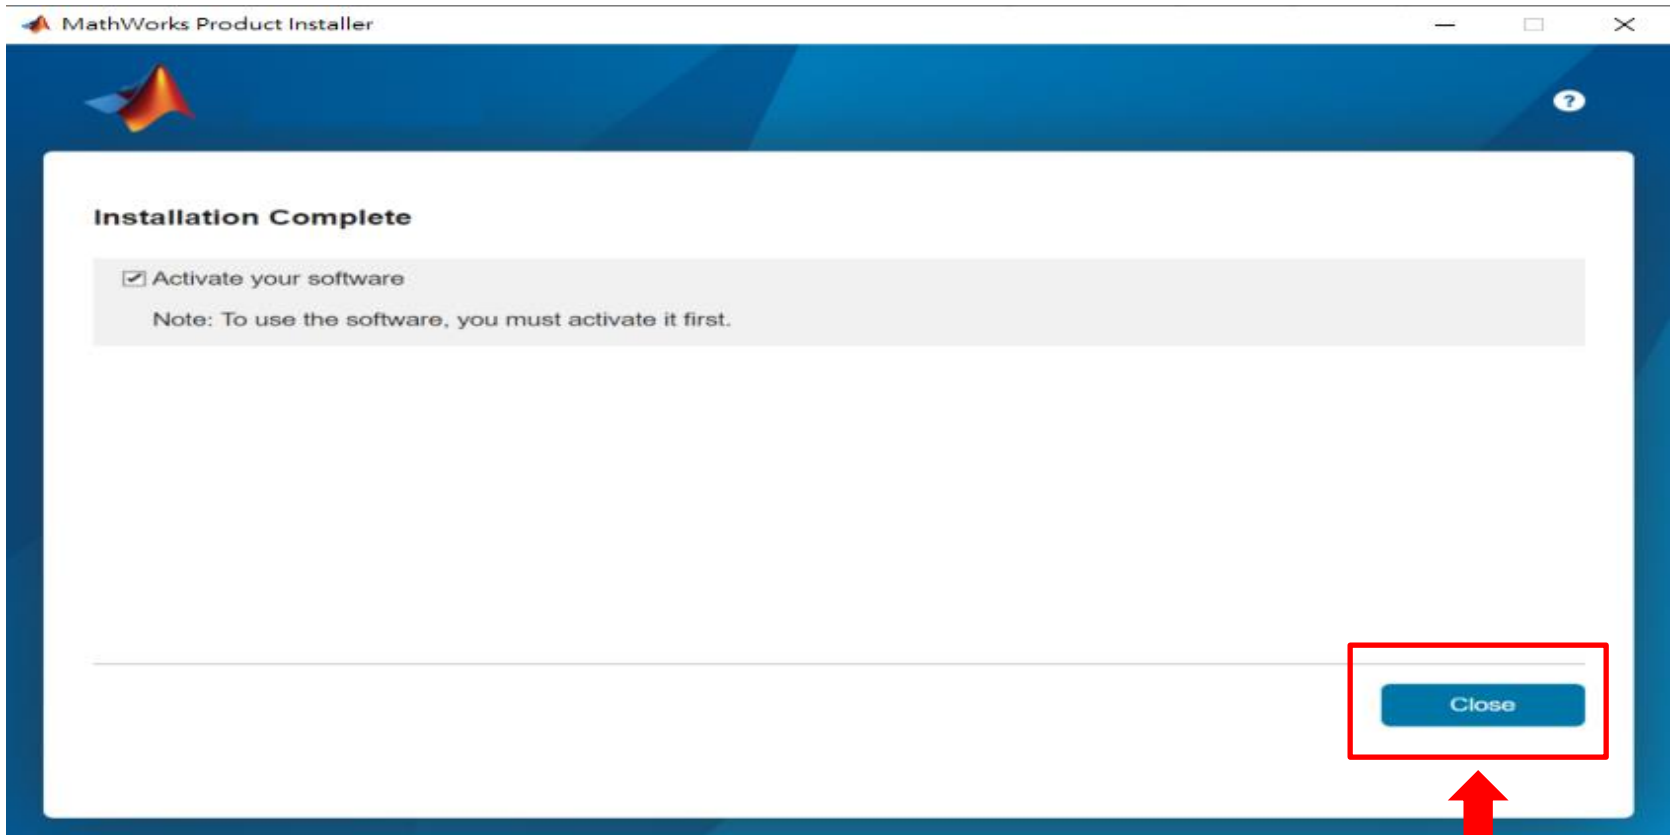 MathWorks Product Installer
?
Installation Complete
Activate your software
Note: To use the software, you must activate it first.
Close